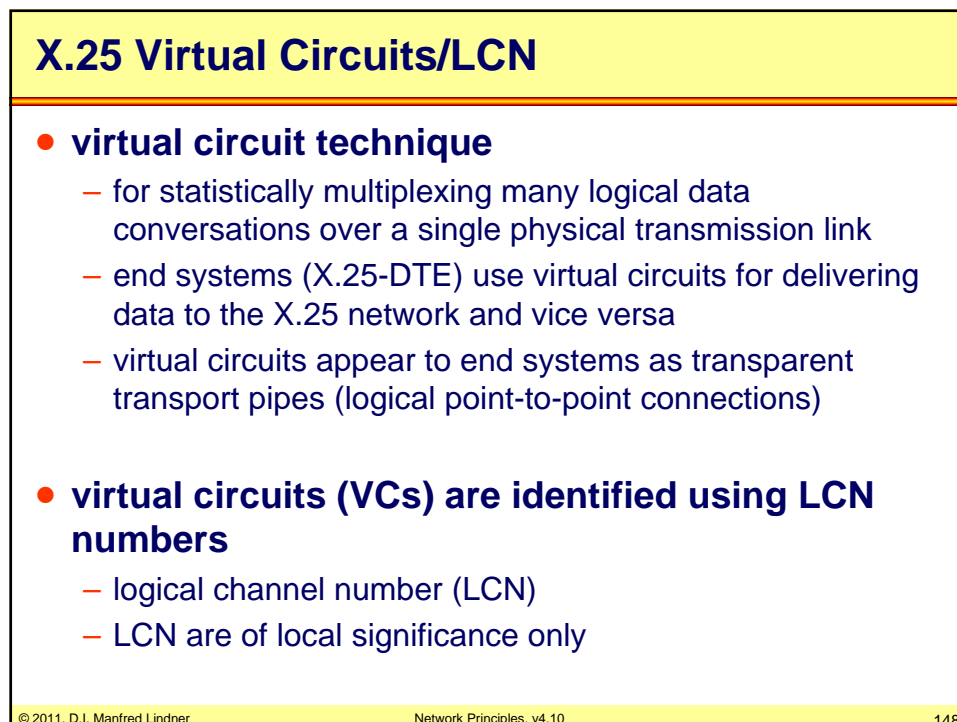 X.25 Virtual Circuits/LCN
• virtual circuit technique
– for statistically multiplexing many logical data
conversations over a single physical transmission link
– end systems (X.25-DTE) use virtual circuits for delivering
data to the X.25 network and vice versa
– virtual circuits appear to end systems as transparent
transport pipes (logical point-to-point connections)
• virtual circuits (VCs) are identified using LCN
numbers
– logical channel number (LCN)
– LCN are of local significance only
© 2011, D.I. Manfred Lindner
Network Principles, v4.10
148